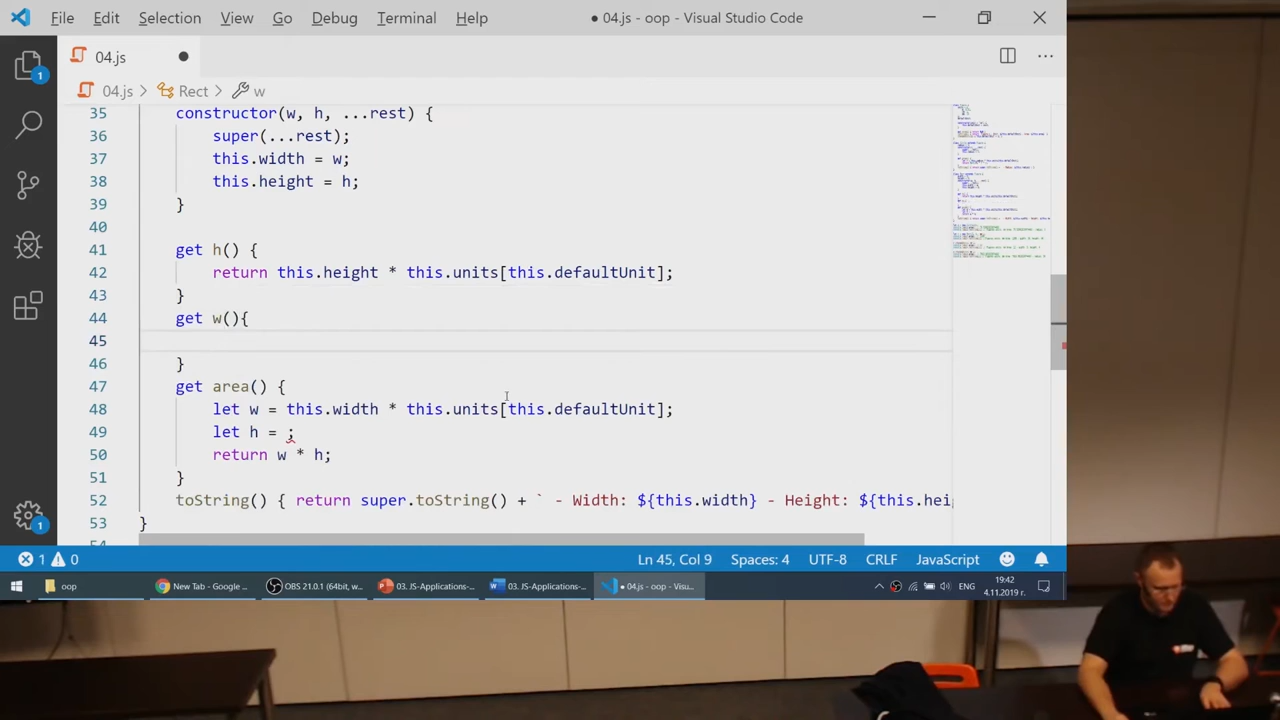 File Edit Selection View Go Debug Terminal Help ● 04.js - oop - Visual Studio Code
04.js ●
04.js > Rect > w
35 constructor(w, h, ...rest) {
36 super(...rest);
37 this.width = w;
38 this.height = h;
39 }
40
41 get h() {
42 return this.height * this.units[this.defaultUnit];
43 }
44 get w(){
45
46 }
47 get area() {
48 let w = this.width * this.units[this.defaultUnit];
49 let h = ;
50 return w * h;
51 }
52 toString() { return super.toString() + ` - Width: ${this.width} - Height: ${this.hei
53 }
1
1
1 0 Ln 45, Col 9 Spaces: 4 UTF-8 CRLF JavaScript
oop New Tab - Google ... OBS 21.0.1 (64bit, w... 03. JS-Applications-... 03. JS-Applications-... ● 04.js - oop - Visu... ENG 19:42
4.11.2019 г.